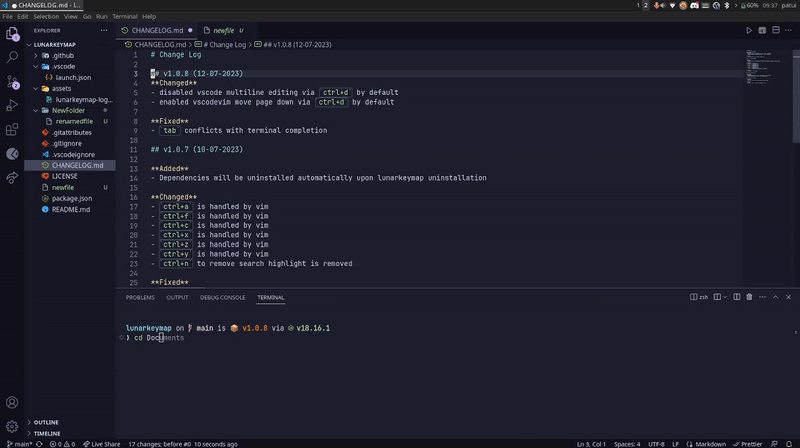 CHANGELOG.md - l...
1 2
60% 09:37 patui
File Edit Selection View Go Run Terminal Help
EXPLORER
LUNARKEYMAP
.github
.vscode
launch.json
assets
lunarkeymap-log...
NewFolder
renamedfile U
.gitattributes
.gitignore
.vscodeignore
CHANGELOG.md
LICENSE
newfile U
package.json
README.md
OUTLINE
TIMELINE
CHANGELOG.md
newfile U
CHANGELOG.md > # Change Log > ## v1.0.8 (12-07-2023)
1 # Change Log
2
3 ## v1.0.8 (12-07-2023)
4 **Changed**
5 - disabled vscode multiline editing via `ctrl+d` by default
6 - enabled vscodevim move page down via `ctrl+d` by default
7
8 **Fixed**
9 - `tab` conflicts with terminal completion
10
11 ## v1.0.7 (10-07-2023)
12
13 **Added**
14 - Dependencies will be uninstalled automatically upon lunarkeymap uninstallation
15
16 **Changed**
17 - `ctrl+a` is handled by vim
18 - `ctrl+f` is handled by vim
19 - `ctrl+c` is handled by vim
20 - `ctrl+x` is handled by vim
21 - `ctrl+z` is handled by vim
22 - `ctrl+y` is handled by vim
23 - `ctrl+n` to remove search highlight is removed
24
25 **Fixed**
PROBLEMS OUTPUT DEBUG CONSOLE TERMINAL
zsh
lunarkeymap on main is v1.0.8 via v18.16.1
) cd Documents
main* 0 0 Live Share 17 changes; before #0 10 seconds ago Ln 3, Col 1 Spaces: 4 UTF-8 LF Markdown Prettier